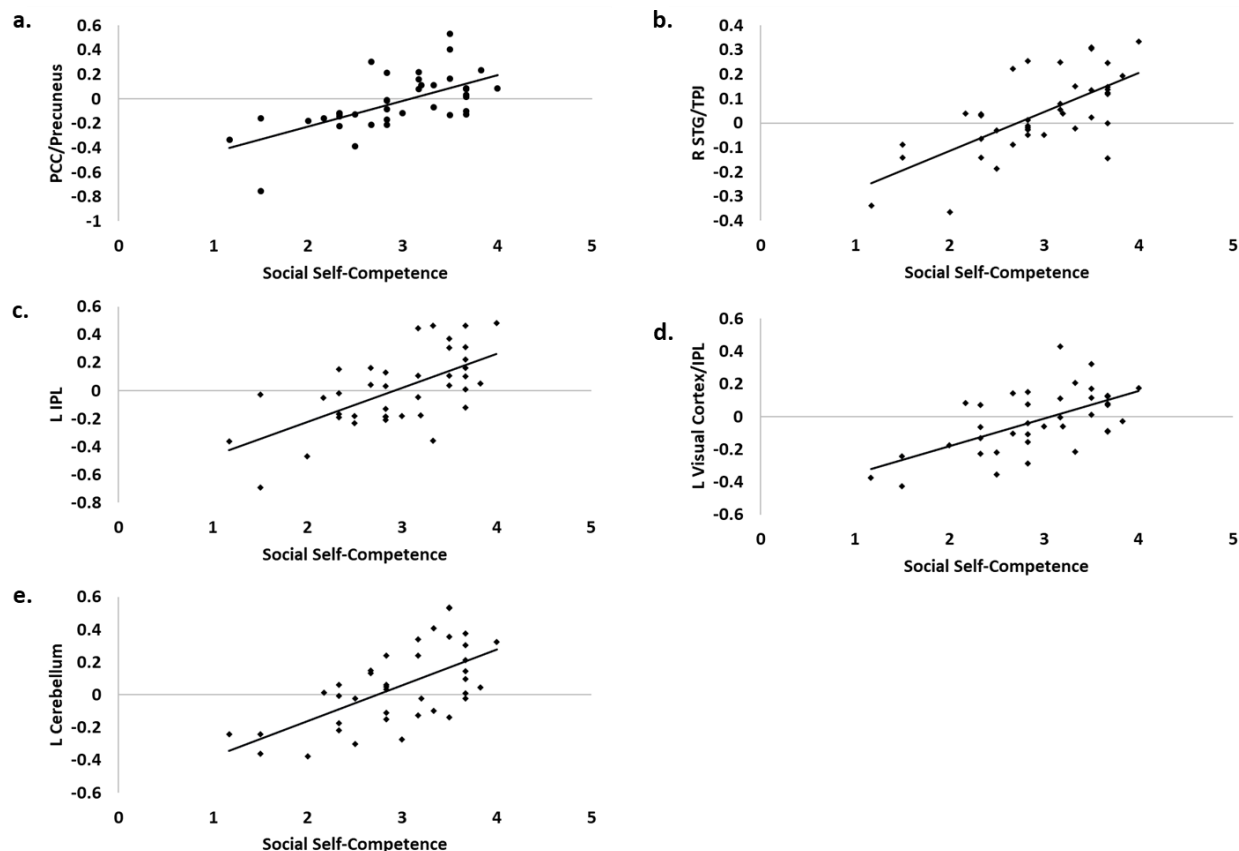 a.
PCC/Precuneus
0.6
0.4
0.2
0
-0.2
-0.4
-0.6
-0.8
-1
0 1 2 3 4 5
Social Self-Competence
b.
R STG/TPJ
0.4
0.3
0.2
0.1
0
-0.1
-0.2
-0.3
-0.4
0 1 2 3 4 5
Social Self-Competence
c.
L IPL
0.6
0.4
0.2
0
-0.2
-0.4
-0.6
-0.8
0 1 2 3 4 5
Social Self-Competence
d.
L Visual Cortex/IPL
0.6
0.4
0.2
0
-0.2
-0.4
-0.6
0 1 2 3 4 5
Social Self-Competence
e.
L Cerebellum
0.6
0.4
0.2
0
-0.2
-0.4
-0.6
0 1 2 3 4 5
Social Self-Competence